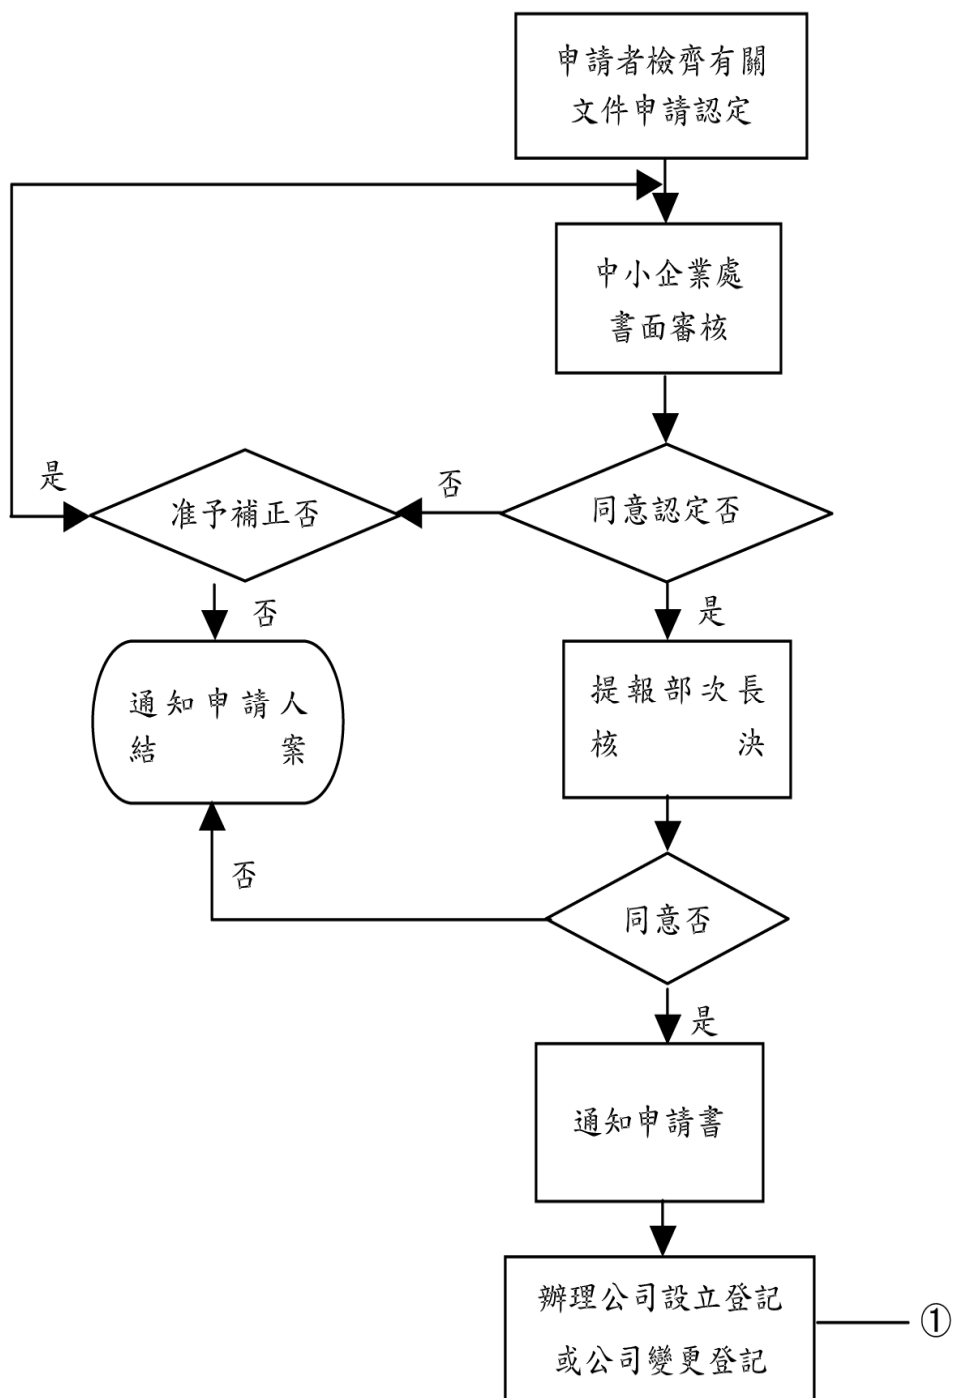 申請者檢齊有關
文件申請認定
中小企業處
書面審核
是
准予補正否
否
同意認定否
否
是
通知申請人
結案
提報部次長
核決
否
同意否
是
通知申請書
辦理公司設立登記
或公司變更登記
①